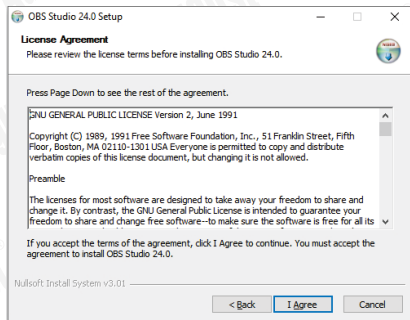 OBS Studio 24.0 Setup
License Agreement
Please review the license terms before installing OBS Studio 24.0.
Press Page Down to see the rest of the agreement.
GNU GENERAL PUBLIC LICENSE Version 2, June 1991
Copyright (C) 1989, 1991 Free Software Foundation, Inc., 51 Franklin Street, Fifth
Floor, Boston, MA 02110-1301 USA Everyone is permitted to copy and distribute
verbatim copies of this license document, but changing it is not allowed.
Preamble
The licenses for most software are designed to take away your freedom to share and
change it. By contrast, the GNU General Public License is intended to guarantee your
freedom to share and change free software--to make sure the software is free for all its
If you accept the terms of the agreement, click I Agree to continue. You must accept the
agreement to install OBS Studio 24.0.
Nullsoft Install System v3.01
< Back I Agree Cancel